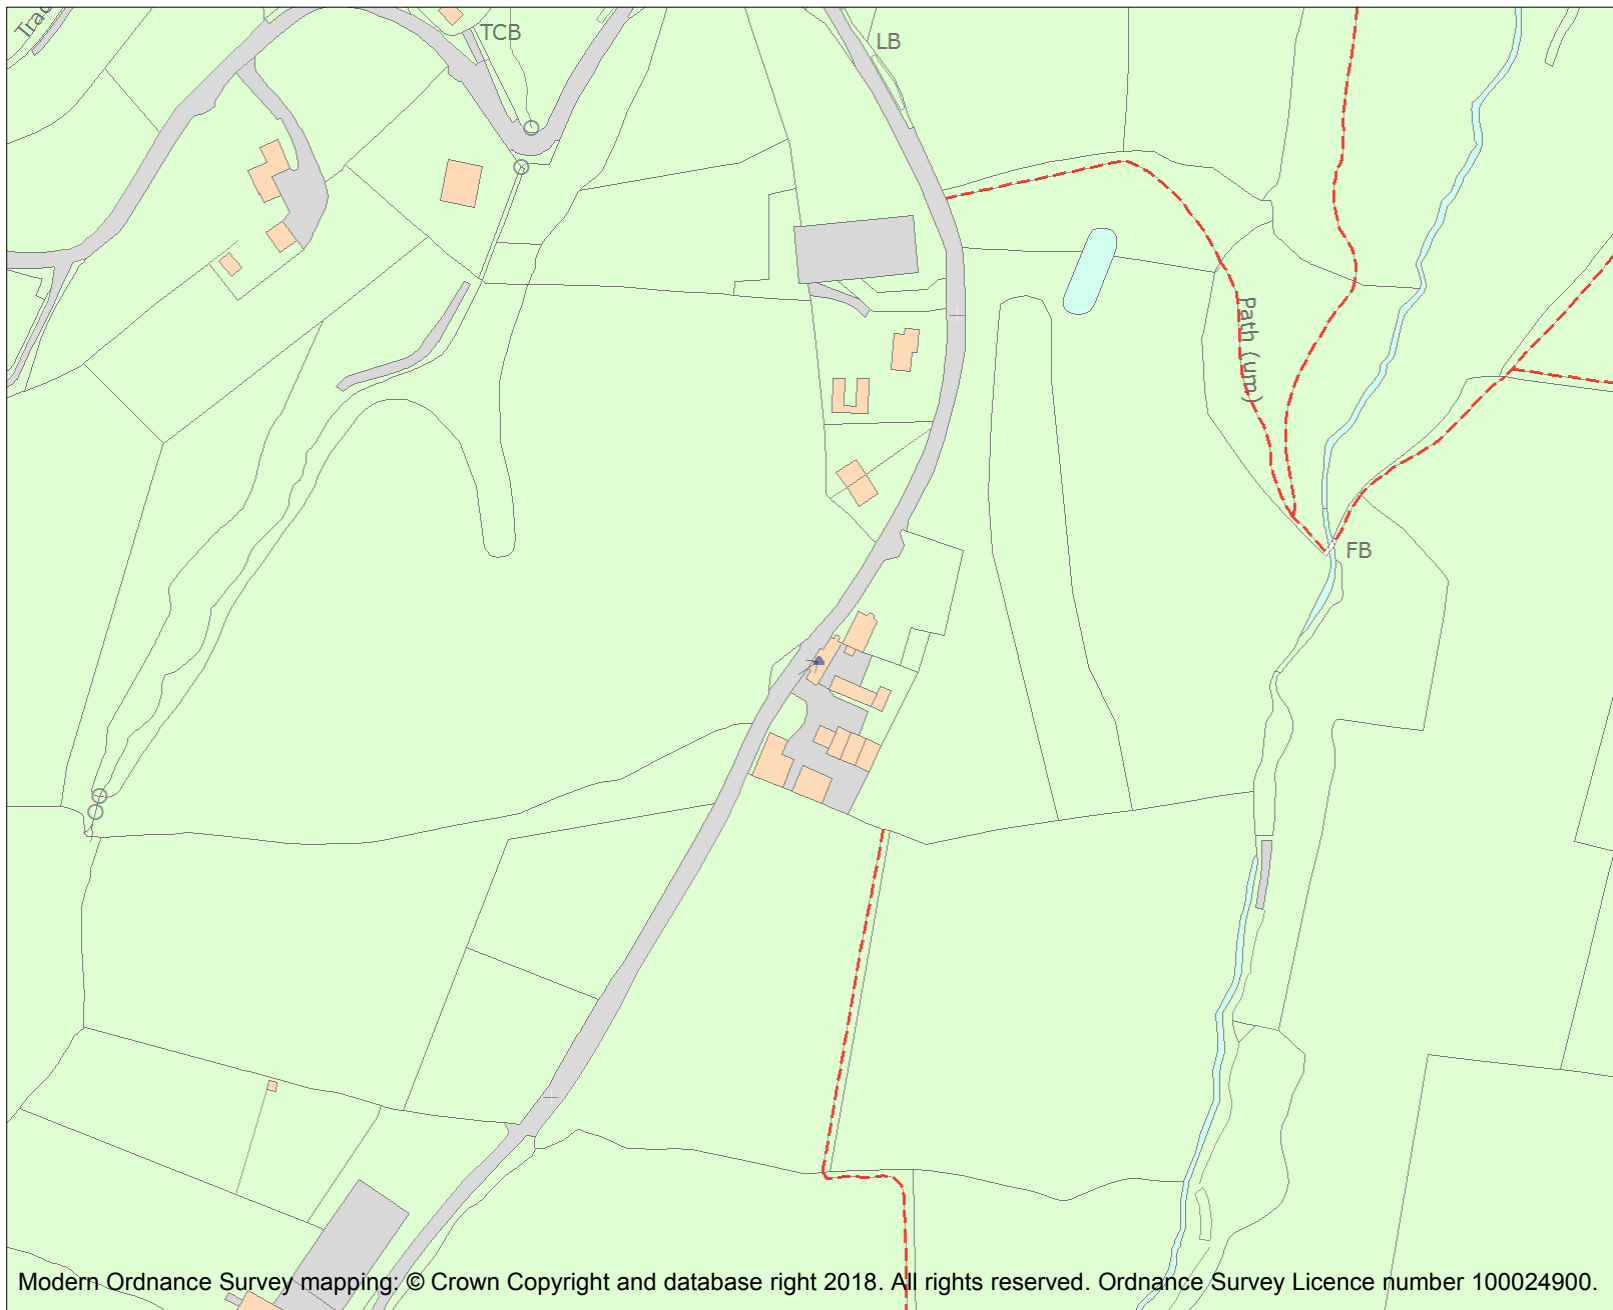 TCB
LB
Path (um)
FB
Modern Ordnance Survey mapping: © Crown Copyright and database right 2018. All rights reserved. Ordnance Survey Licence number 100024900.